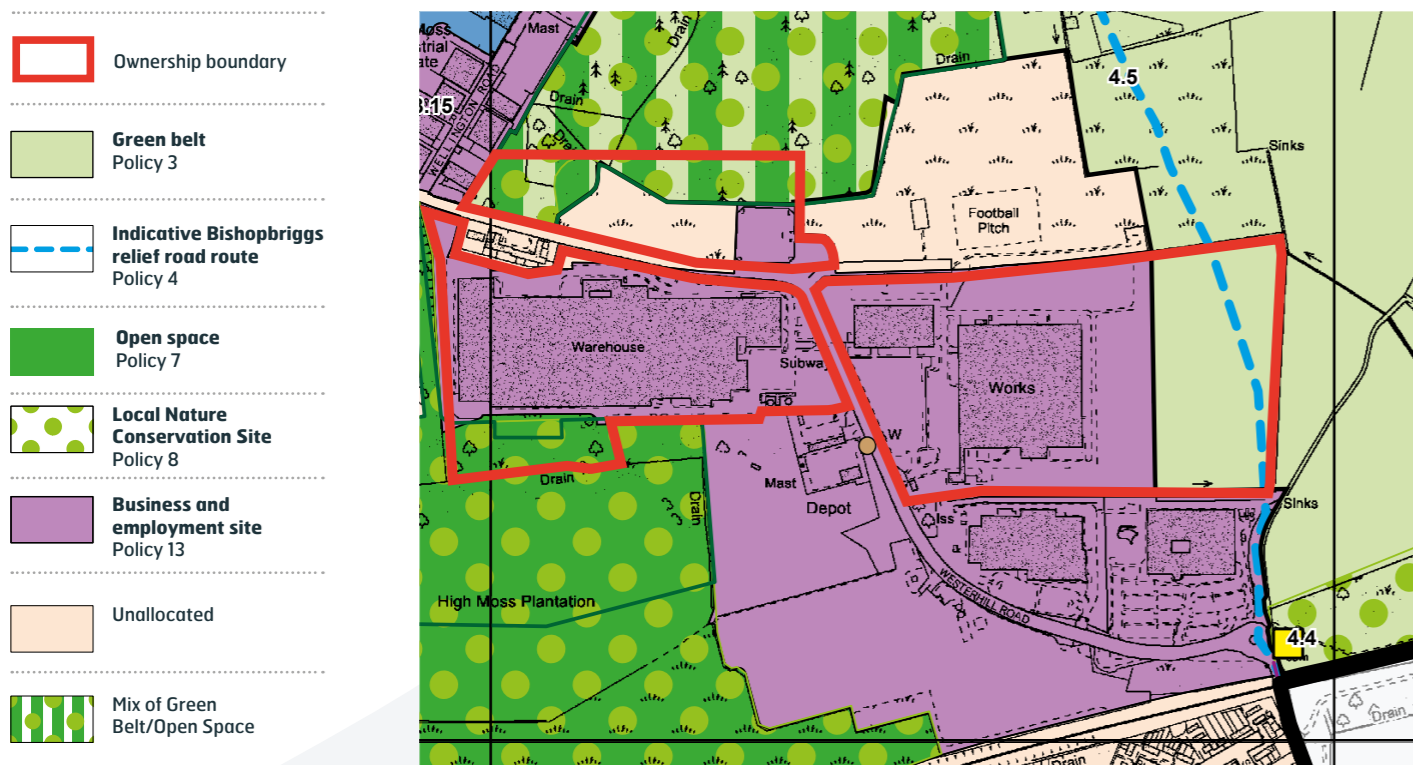 Ownership boundary
Green belt
Policy 3
Indicative Bishopbriggs
relief road route
Policy 4
Open space
Policy 7
Local Nature
Conservation Site
Policy 8
Business and
employment site
Policy 13
Unallocated
Mix of Green
Belt/Open Space
Moss
Mast
Drain
Drain
4.5
Drain
Sinks
Drain
Football
Pitch
Warehouse
Subway
Works
W
Mast
Depot
Drain
Drain
Iss
Sinks
WESTERHILL ROAD
High Moss Plantation
4.4
Drain
Drain